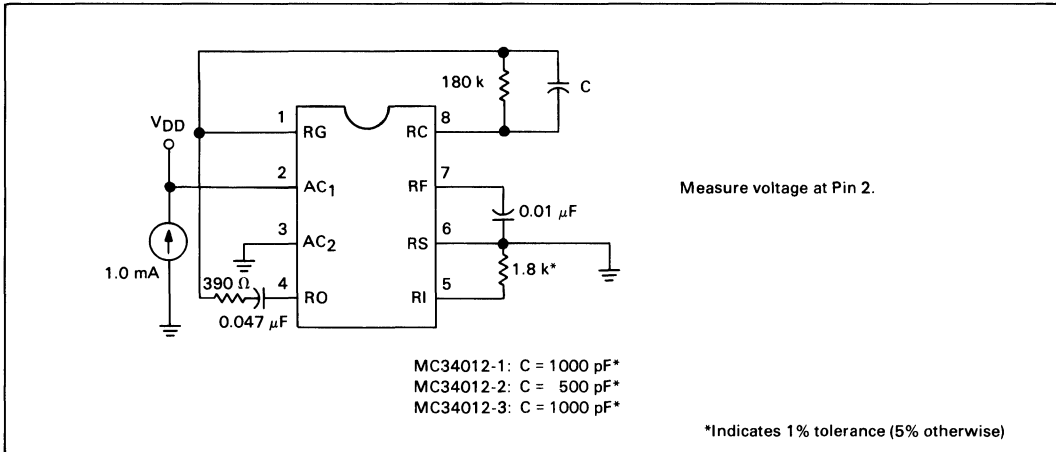 180 k
C
VDD
1
RG
8
RC
2
AC1
7
RF
Measure voltage at Pin 2.
0.01 μF
3
AC2
6
RS
1.0 mA
390 Ω
4
RO
1.8 k*
5
RI
0.047 μF
MC34012-1: C = 1000 pF*
MC34012-2: C = 500 pF*
MC34012-3: C = 1000 pF*
*Indicates 1% tolerance (5% otherwise)